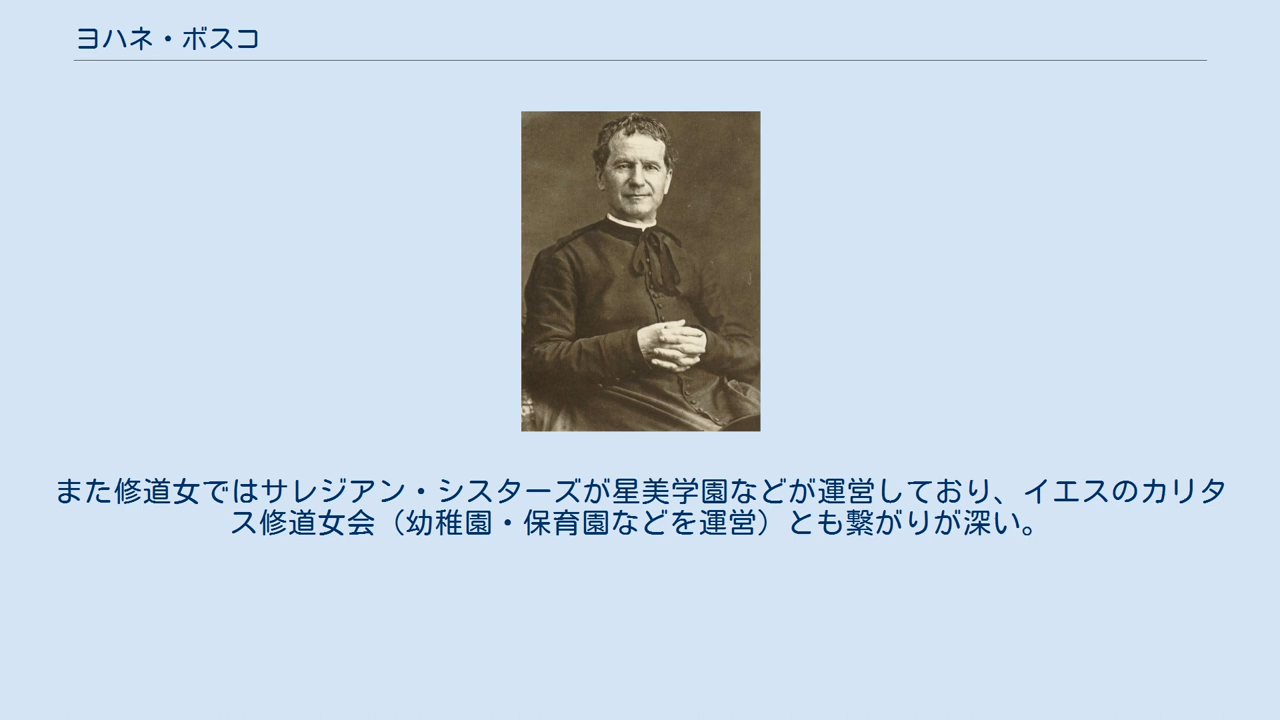 ヨハネ・ボスコ
また修道女ではサレジアン・シスターズが星美学園などが運営しており、イエスのカリタ
ス修道女会（幼稚園・保育園などを運営）とも繋がりが深い。